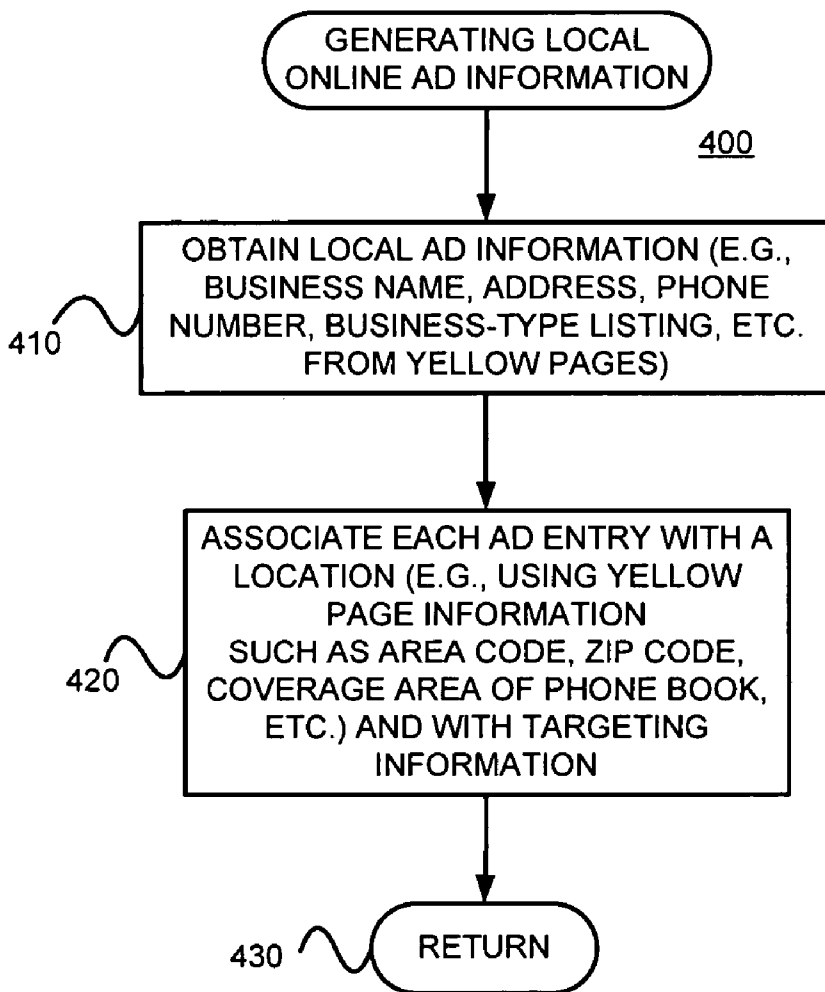 GENERATING LOCAL
ONLINE AD INFORMATION
400
OBTAIN LOCAL AD INFORMATION (E.G.,
BUSINESS NAME, ADDRESS, PHONE
NUMBER, BUSINESS-TYPE LISTING, ETC.
FROM YELLOW PAGES)
410
ASSOCIATE EACH AD ENTRY WITH A
LOCATION (E.G., USING YELLOW
PAGE INFORMATION
SUCH AS AREA CODE, ZIP CODE,
COVERAGE AREA OF PHONE BOOK,
ETC.) AND WITH TARGETING
INFORMATION
420
RETURN
430